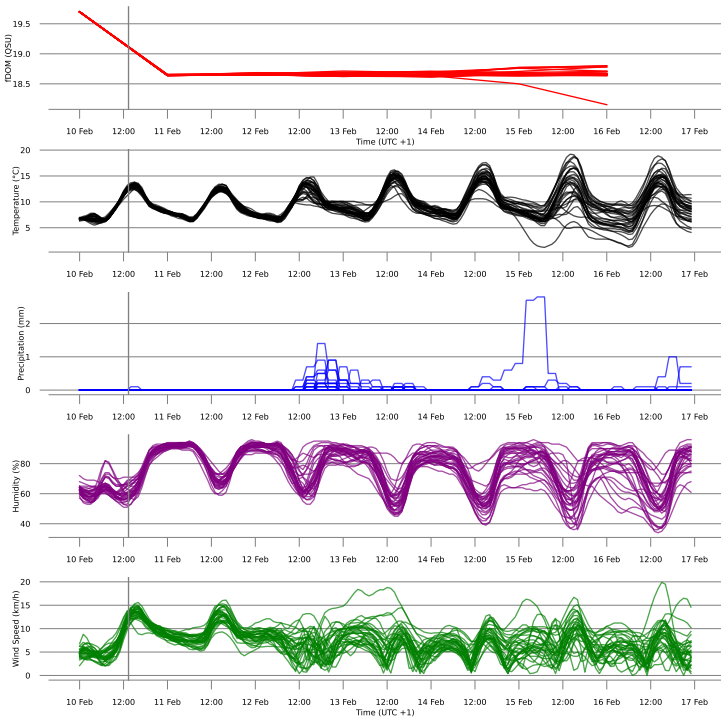 19.5
19.0
18.5
fDOM (QSU)
10 Feb 12:00 11 Feb 12:00 12 Feb 12:00 13 Feb 12:00 14 Feb 12:00 15 Feb 12:00 16 Feb 12:00 17 Feb
Time (UTC +1)
20
15
10
5
Temperature (°C)
10 Feb 12:00 11 Feb 12:00 12 Feb 12:00 13 Feb 12:00 14 Feb 12:00 15 Feb 12:00 16 Feb 12:00 17 Feb
2
1
0
Precipitation (mm)
10 Feb 12:00 11 Feb 12:00 12 Feb 12:00 13 Feb 12:00 14 Feb 12:00 15 Feb 12:00 16 Feb 12:00 17 Feb
80
60
40
Humidity (%)
10 Feb 12:00 11 Feb 12:00 12 Feb 12:00 13 Feb 12:00 14 Feb 12:00 15 Feb 12:00 16 Feb 12:00 17 Feb
20
15
10
5
0
Wind Speed (km/h)
10 Feb 12:00 11 Feb 12:00 12 Feb 12:00 13 Feb 12:00 14 Feb 12:00 15 Feb 12:00 16 Feb 12:00 17 Feb
Time (UTC +1)